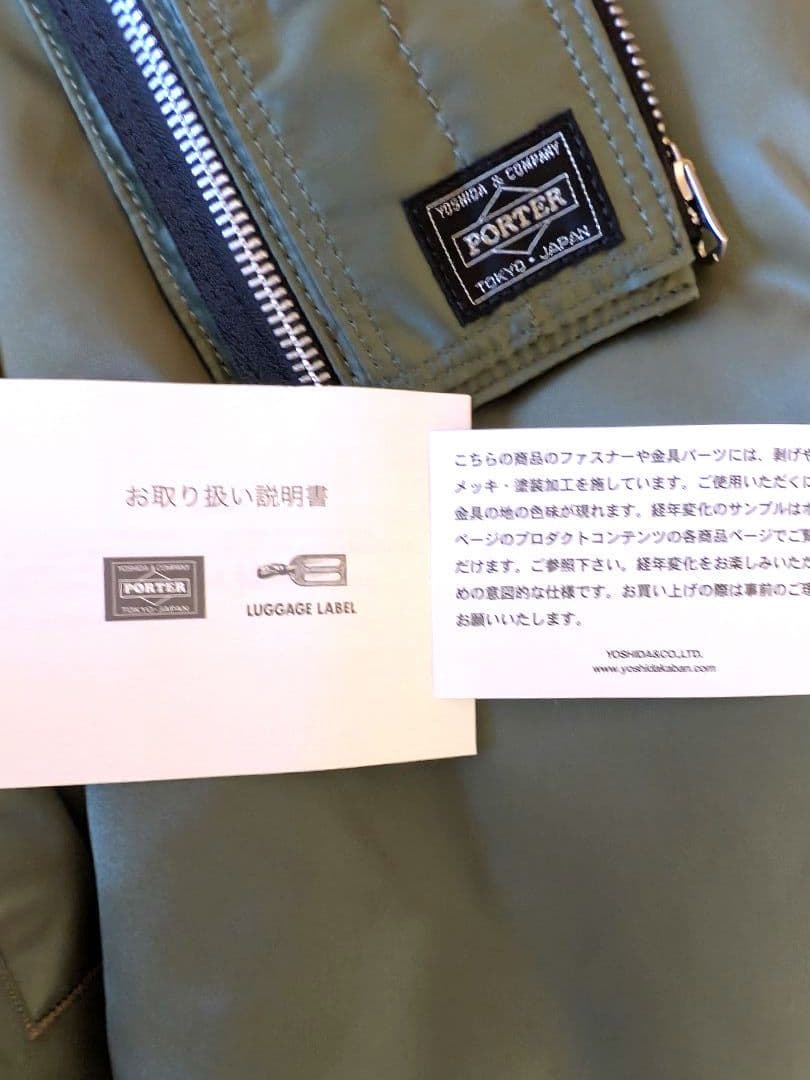 YOSHIDA & COMPANY
PORTER
TOKYO・JAPAN
お取り扱い説明書
YOSHIDA & COMPANY
PORTER
TOKYO・JAPAN
LUGGAGE LABEL
こちらの商品のファスナーや金具パーツには、剥げや
メッキ・塗装加工を施しています。ご使用いただくに
金具の地の色味が現れます。経年変化のサンプルは
ページのプロダクトコンテンツの各商品ページでご覧
だけます。ご参照下さい。経年変化をお楽しみいただ
めの意図的な仕様です。お買い上げの際は事前のご理
お願いいたします。
YOSHIDA&CO.,LTD.
www.yoshidakaban.com